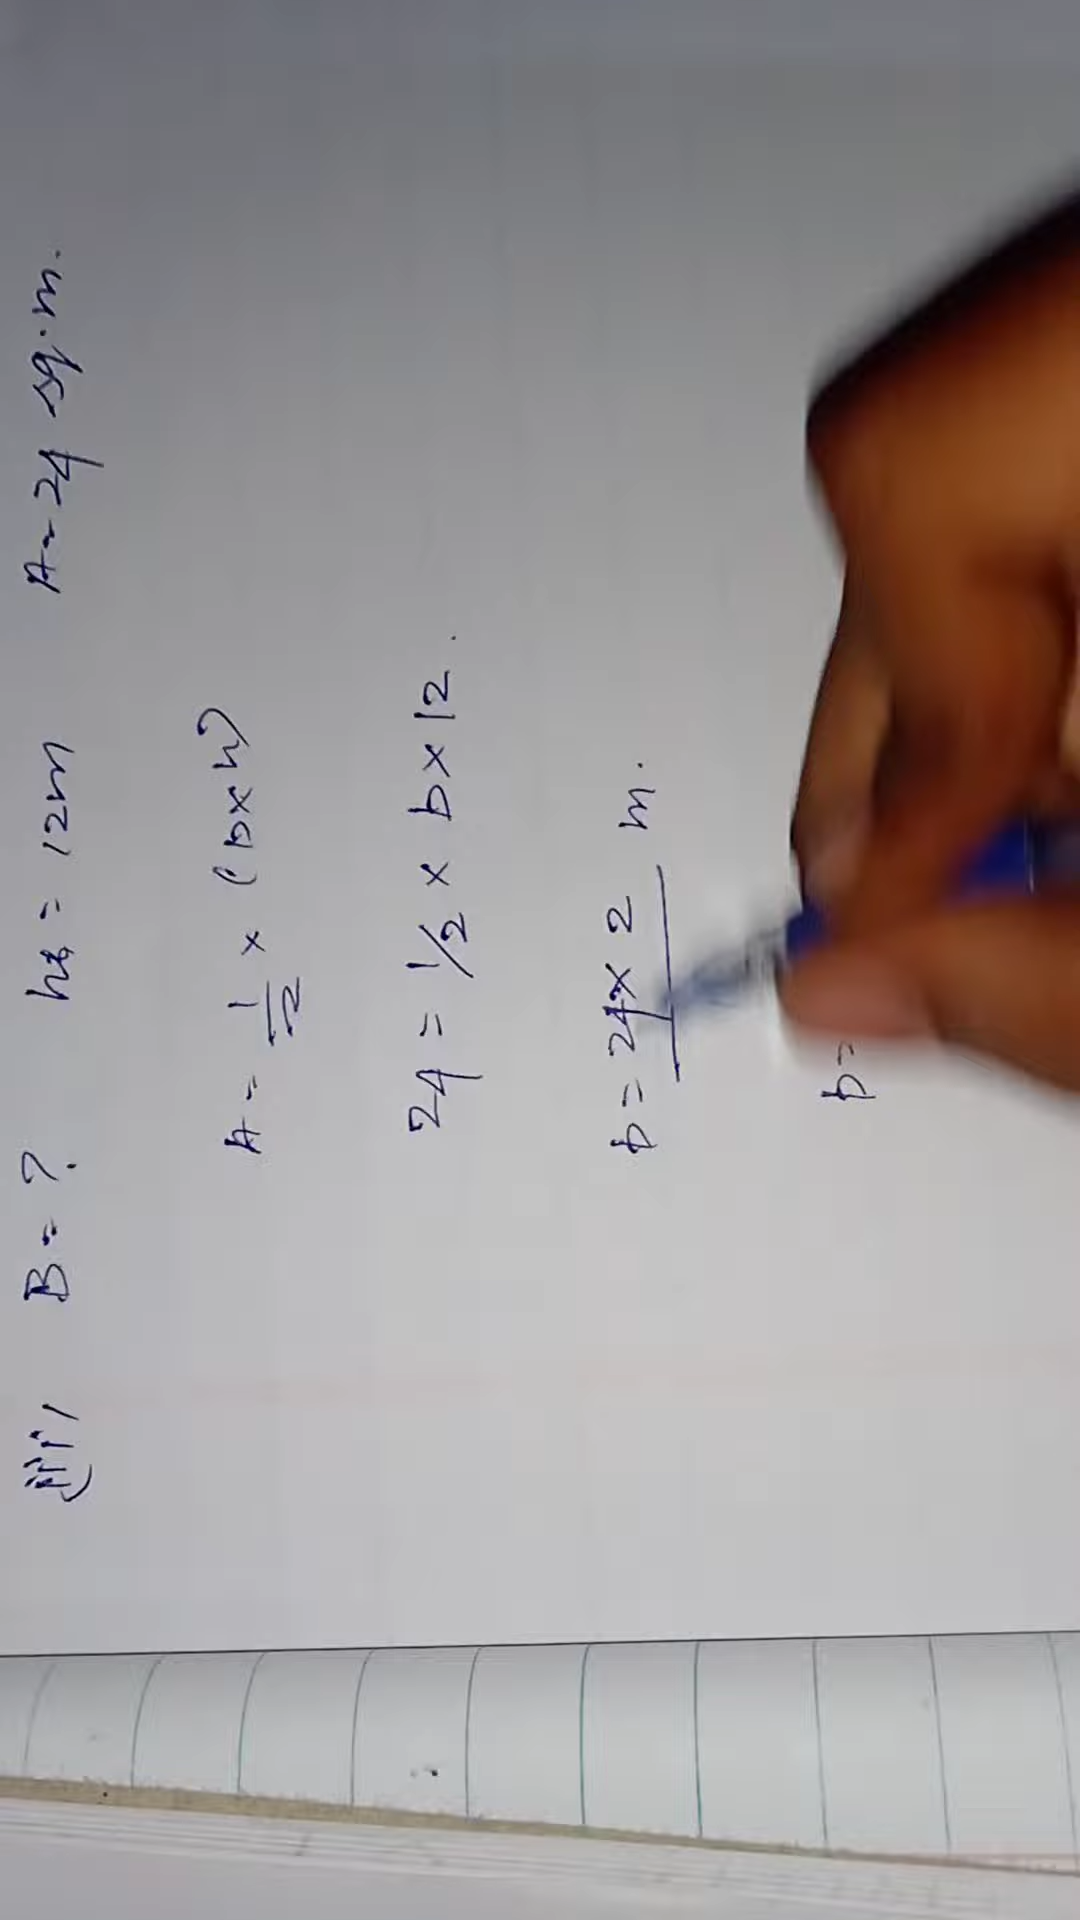 (iii) B = ? ht = 12m A = 24 sq.m.
A = 1/2 x (b x h)
24 = 1/2 x b x 12.
b = 24 x 2 m.
b =